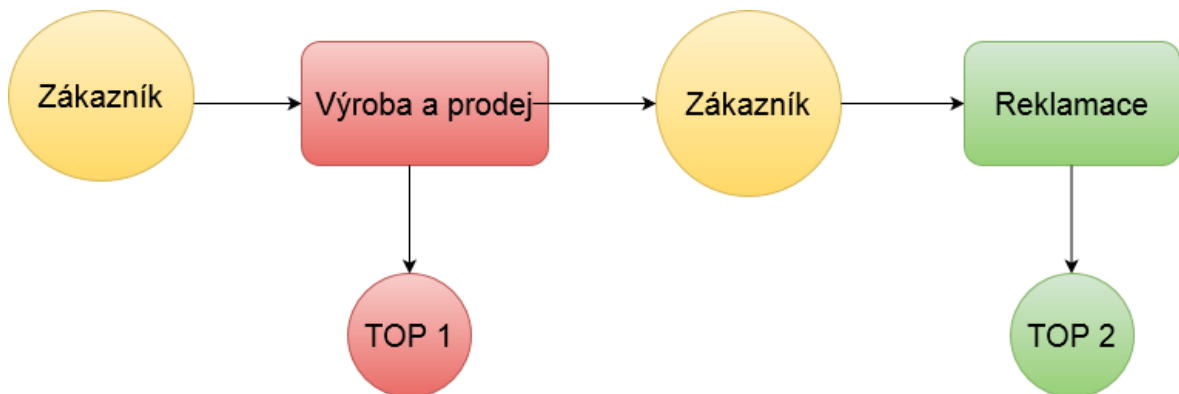 Zákazník
Výroba a prodej
Zákazník
Reklamace
TOP 1
TOP 2